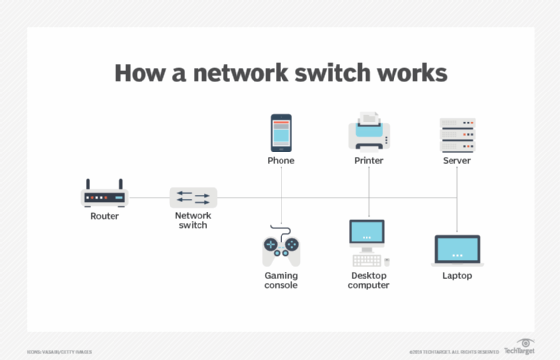 How a network switch works
Phone
Printer
Server
Router
Network
switch
Gaming
console
Desktop
computer
Laptop
TechTarget